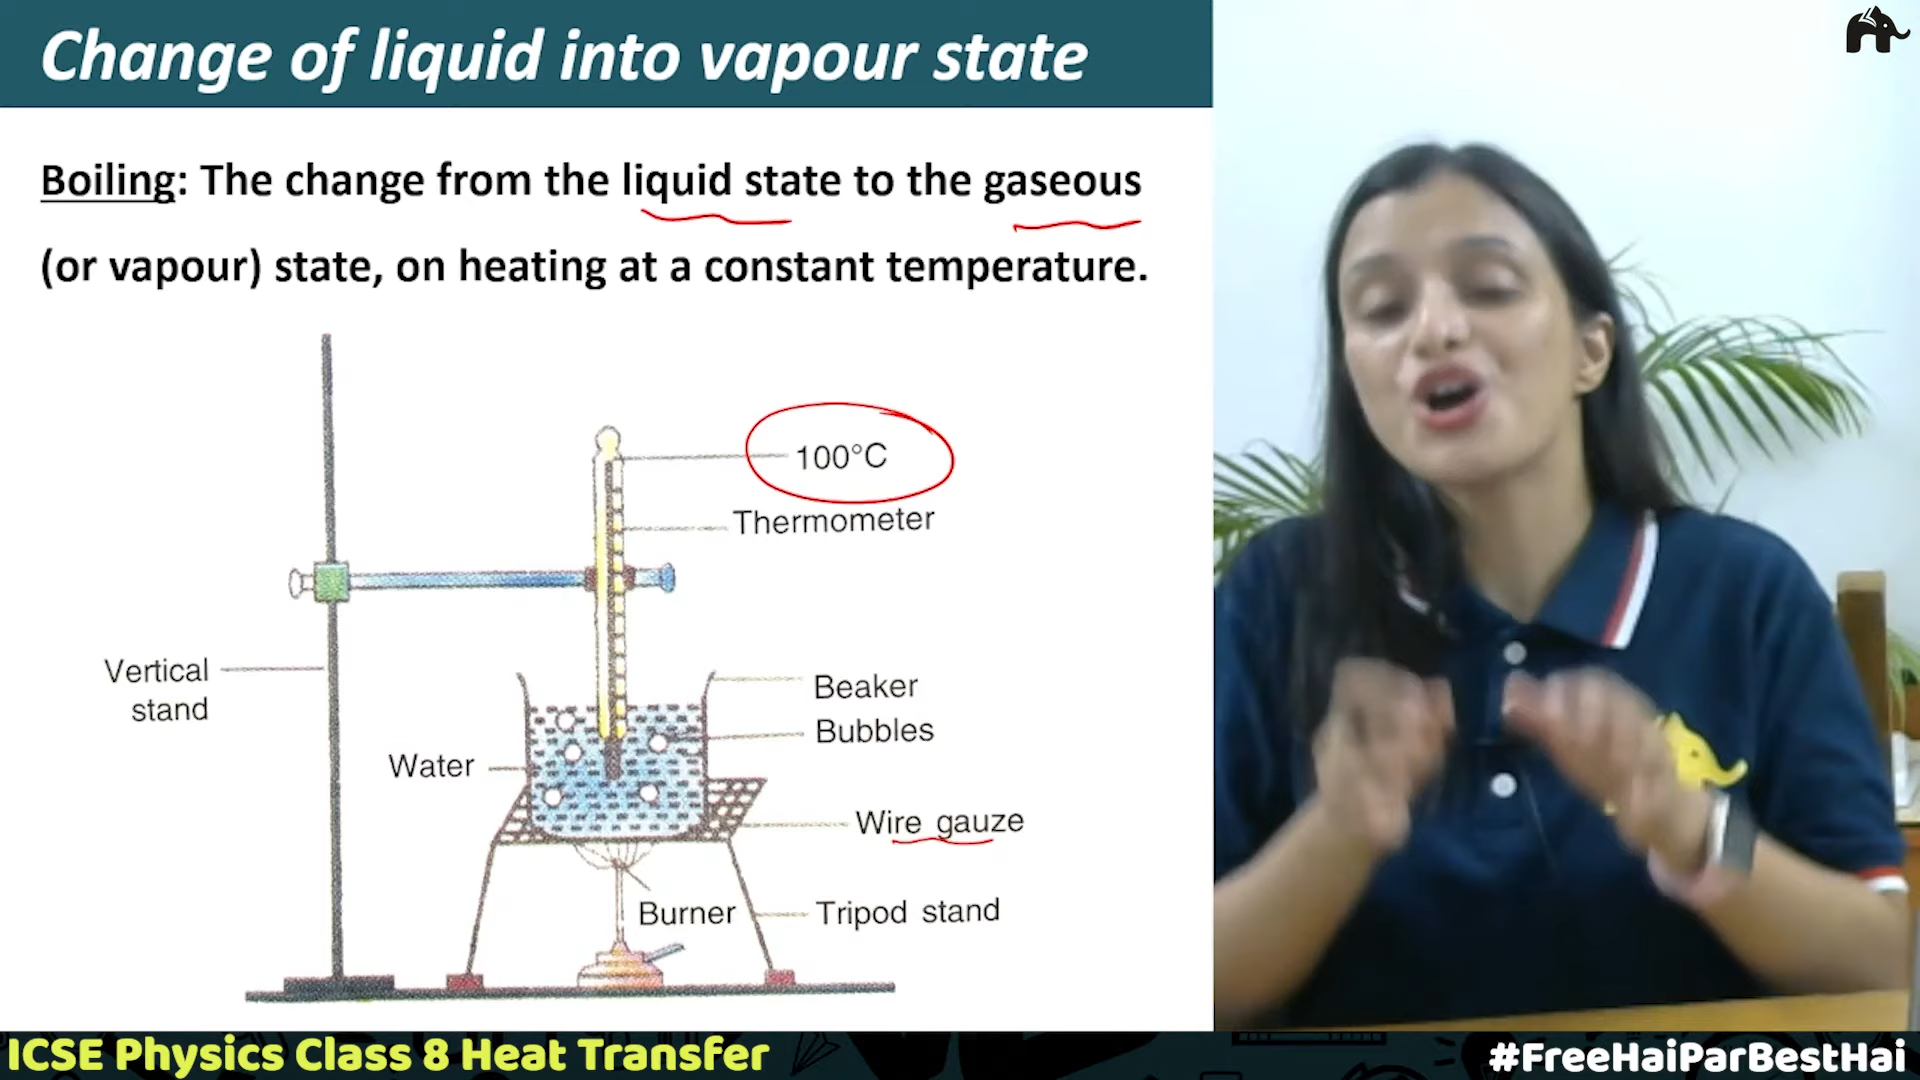 Change of liquid into vapour state
Boiling: The change from the liquid state to the gaseous
(or vapour) state, on heating at a constant temperature.
100°C
Thermometer
Vertical
stand
Beaker
Bubbles
Water
Wire gauze
Burner
Tripod stand
ICSE Physics Class 8 Heat Transfer
#FreeHaiParBestHai